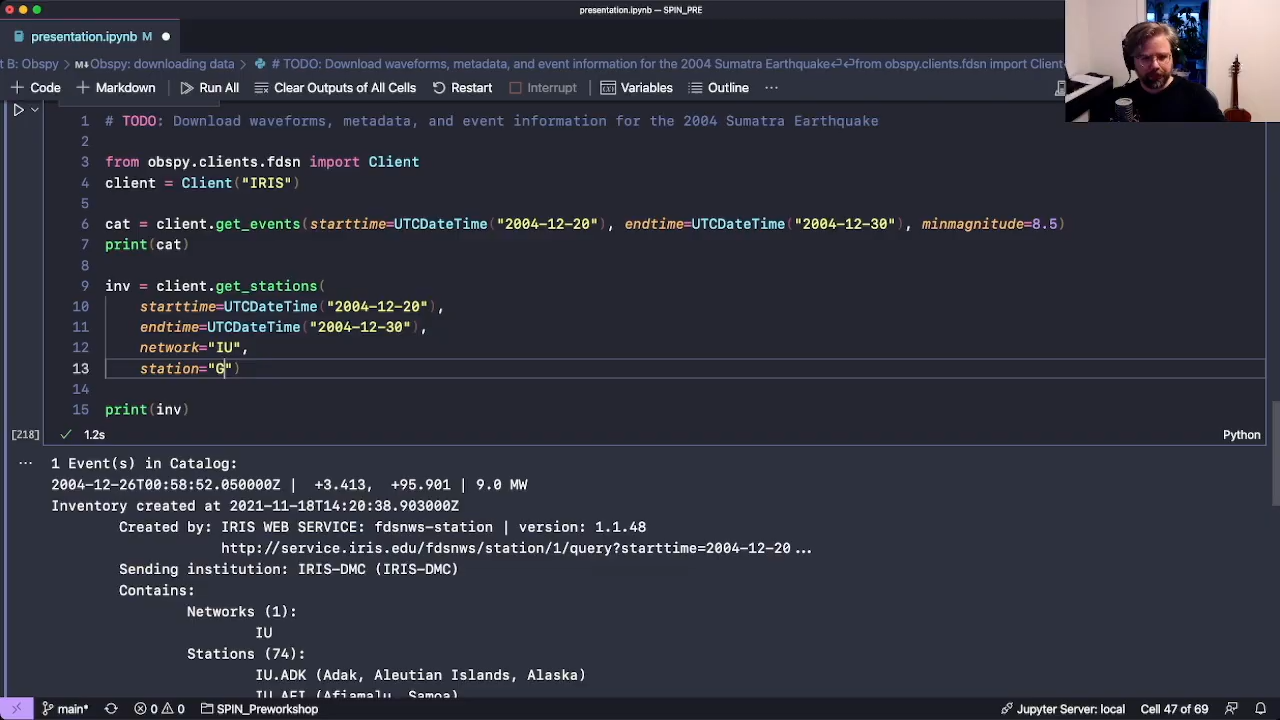 presentation.ipynb — SPIN_PRE
presentation.ipynb M
t B: Obspy > M↓Obspy: downloading data > # TODO: Download waveforms, metadata, and event information for the 2004 Sumatra Earthquake↵↵from obspy.clients.fdsn import Client
+ Code + Markdown Run All Clear Outputs of All Cells Restart Interrupt Variables Outline ...
1 # TODO: Download waveforms, metadata, and event information for the 2004 Sumatra Earthquake
2
3 from obspy.clients.fdsn import Client
4 client = Client("IRIS")
5
6 cat = client.get_events(starttime=UTCDateTime("2004-12-20"), endtime=UTCDateTime("2004-12-30"), minmagnitude=8.5)
7 print(cat)
8
9 inv = client.get_stations(
10 starttime=UTCDateTime("2004-12-20"),
11 endtime=UTCDateTime("2004-12-30"),
12 network="IU",
13 station="G")
14
15 print(inv)
[218] ✓ 1.2s Python
... 1 Event(s) in Catalog:
2004-12-26T00:58:52.050000Z | +3.413, +95.901 | 9.0 MW
Inventory created at 2021-11-18T14:20:38.903000Z
Created by: IRIS WEB SERVICE: fdsnws-station | version: 1.1.48
http://service.iris.edu/fdsnws/station/1/query?starttime=2004-12-20...
Sending institution: IRIS-DMC (IRIS-DMC)
Contains:
Networks (1):
IU
Stations (74):
IU.ADK (Adak, Aleutian Islands, Alaska)
IU.AFI (Afiamalu, Samoa)
main* 0 0 SPIN_Preworkshop Jupyter Server: local Cell 47 of 69